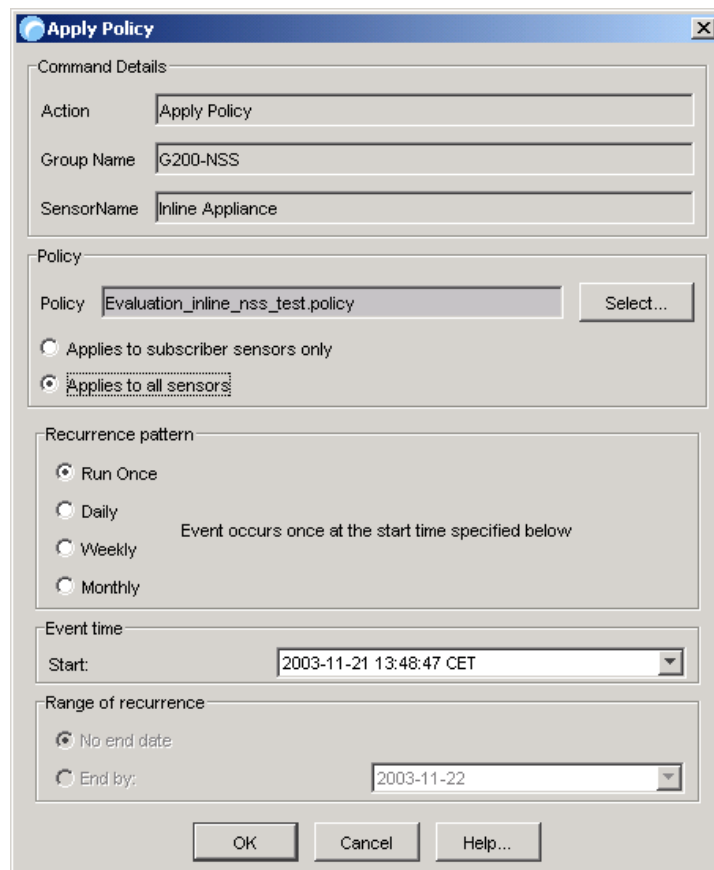 Apply Policy
Command Details
Action Apply Policy
Group Name G200-NSS
SensorName Inline Appliance
Policy
Policy Evaluation_inline_nss_test.policy Select...
Applies to subscriber sensors only
Applies to all sensors
Recurrence pattern
Run Once
Daily
Event occurs once at the start time specified below
Weekly
Monthly
Event time
Start: 2003-11-21 13:48:47 CET
Range of recurrence
No end date
End by: 2003-11-22
OK Cancel Help...